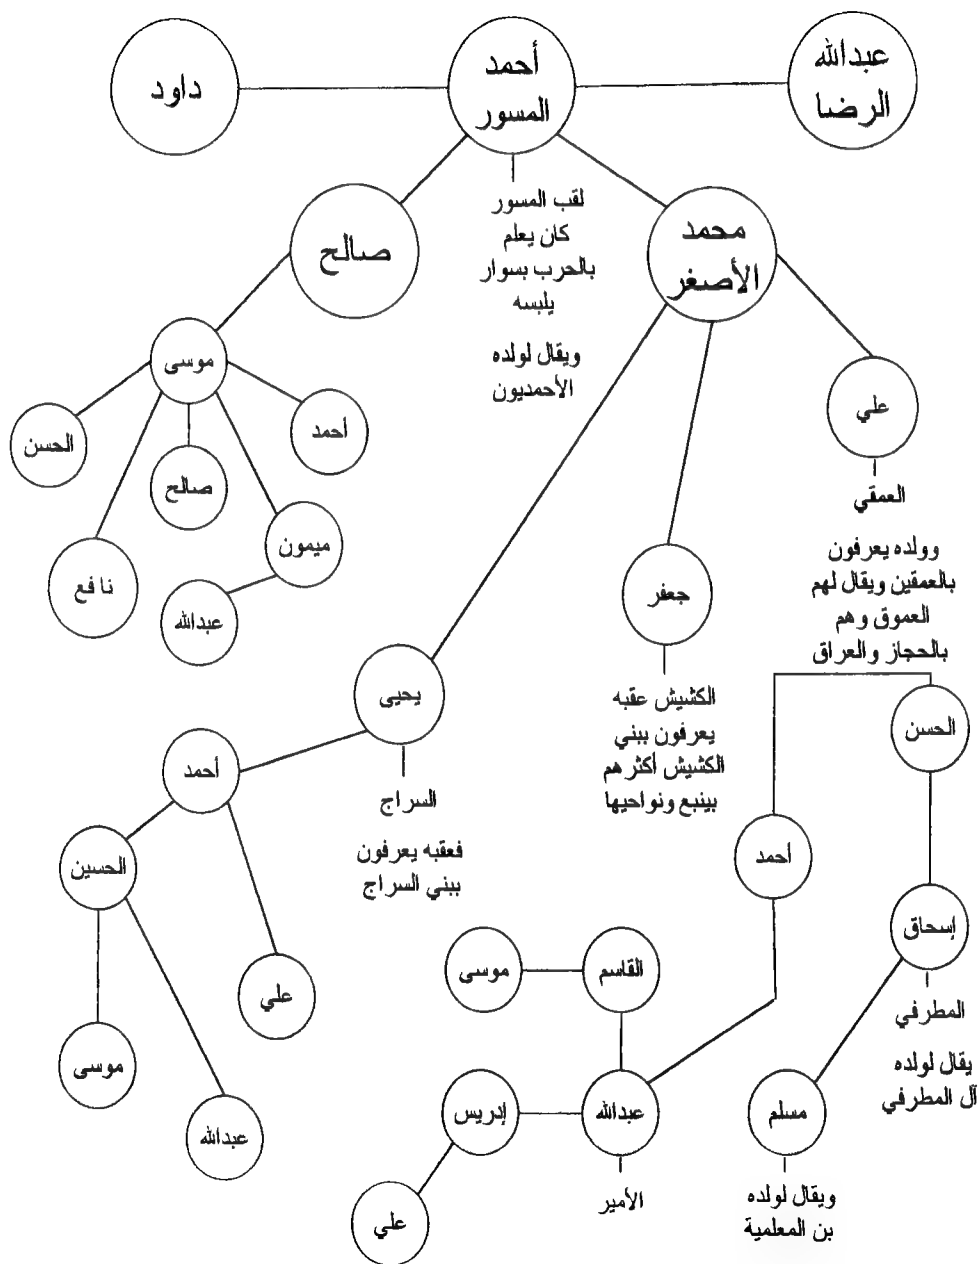 عبدالله
الرضا
أحمد
المسور
داود
لقب المسور
كان يعلم
بالحرب بسوار
يلبسه
ويقال لولده
الأحمديون
محمد
الأصغر
صالح
موسى
الحسن
أحمد
صالح
ميمون
نافع
عبدالله
علي
العمقي
وولده يعرفون
بالعمقين ويقال لهم
العموق وهم
بالحجاز والعراق
جعفر
الكشيش عقبه
يعرفون ببني
الكشيش أكثرهم
بينبع ونواحيها
يحيى
السراج
فعقبه يعرفون
ببني السراج
أحمد
الحسين
علي
موسى
عبدالله
الحسن
أحمد
إسحاق
المطرفي
يقال لولده
آل المطرفي
مسلم
ويقال لولده
بن المعلمية
القاسم
موسى
عبدالله
الأمير
إدريس
علي